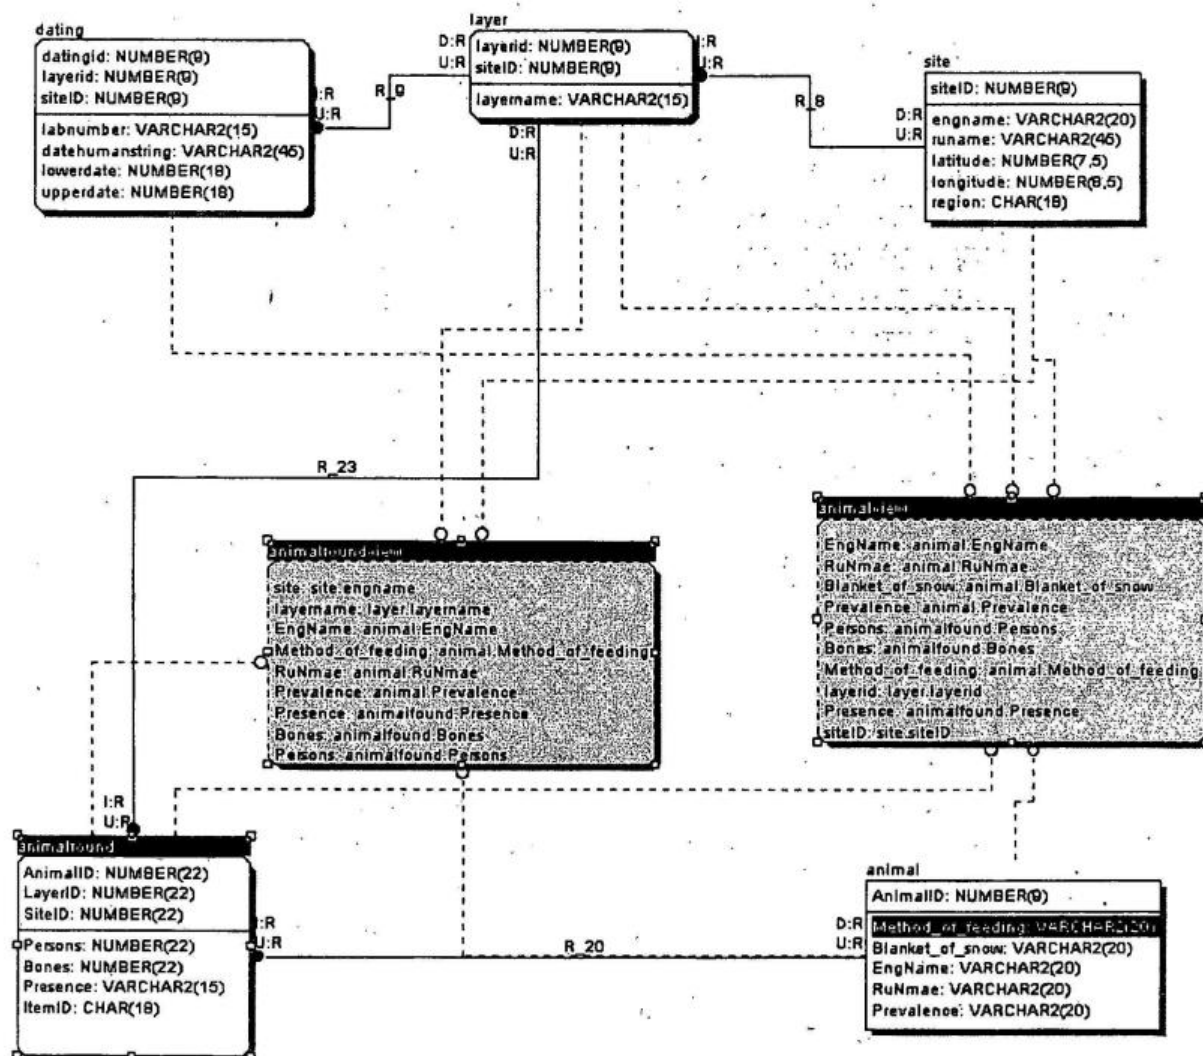 dating
datingid: NUMBER(9)
layerid: NUMBER(9)
siteID: NUMBER(9)
labnumber: VARCHAR2(15)
datehumanstring: VARCHAR2(45)
lowerdate: NUMBER(18)
upperdate: NUMBER(18)
I:R
U:R
R_9
D:R
U:R
layer
layerid: NUMBER(9)
siteID: NUMBER(9)
layername: VARCHAR2(15)
I:R
U:R
D:R
U:R
R_8
D:R
U:R
site
siteID: NUMBER(9)
engname: VARCHAR2(20)
runame: VARCHAR2(45)
latitude: NUMBER(7,5)
longitude: NUMBER(8,5)
region: CHAR(18)
R_23
animalfoundview
site: site.engname
layername: layer.layername
EngName: animal.EngName
Method_of_feeding: animal.Method_of_feeding
RuNmae: animal.RuNmae
Prevalence: animal.Prevalence
Presence: animalfound.Presence
Bones: animalfound.Bones
Persons: animalfound.Persons
animalview
EngName: animal.EngName
RuNmae: animal.RuNmae
Blanket_of_snow: animal.Blanket_of_snow
Prevalence: animal.Prevalence
Persons: animalfound.Persons
Bones: animalfound.Bones
Method_of_feeding: animal.Method_of_feeding
layerid: layer.layerid
Presence: animalfound.Presence
siteID: site.siteID
I:R
U:R
animalfound
AnimalID: NUMBER(22)
LayerID: NUMBER(22)
SiteID: NUMBER(22)
Persons: NUMBER(22)
Bones: NUMBER(22)
Presence: VARCHAR2(15)
ItemID: CHAR(18)
I:R
U:R
R_20
D:R
U:R
animal
AnimalID: NUMBER(9)
Method_of_feeding: VARCHAR2(20)
Blanket_of_snow: VARCHAR2(20)
EngName: VARCHAR2(20)
RuNmae: VARCHAR2(20)
Prevalence: VARCHAR2(20)